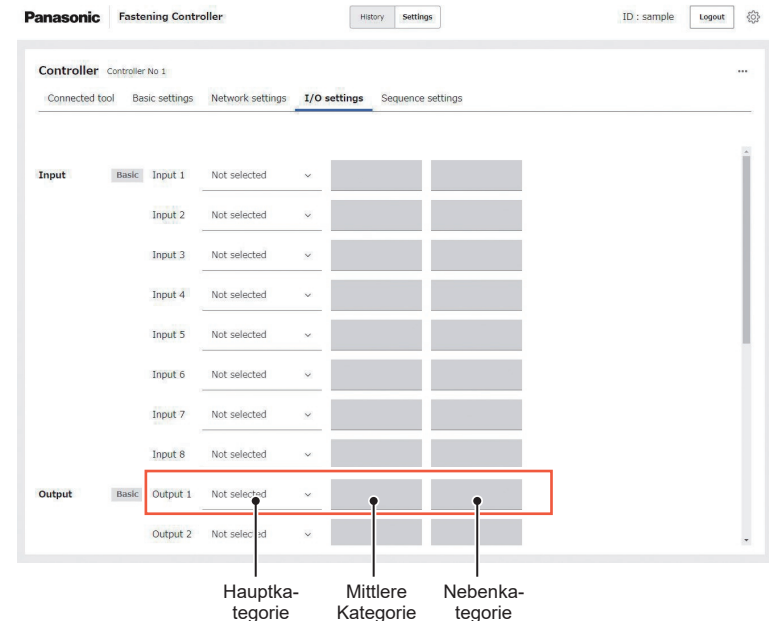 Panasonic Fastening Controller History Settings ID : sample Logout
Controller Controller No 1 ...
Connected tool Basic settings Network settings I/O settings Sequence settings
Input Basic Input 1 Not selected
Input 2 Not selected
Input 3 Not selected
Input 4 Not selected
Input 5 Not selected
Input 6 Not selected
Input 7 Not selected
Input 8 Not selected
Output Basic Output 1 Not selected
Output 2 Not selected
Hauptka-
tegorie
Mittlere
Kategorie
Nebenka-
tegorie